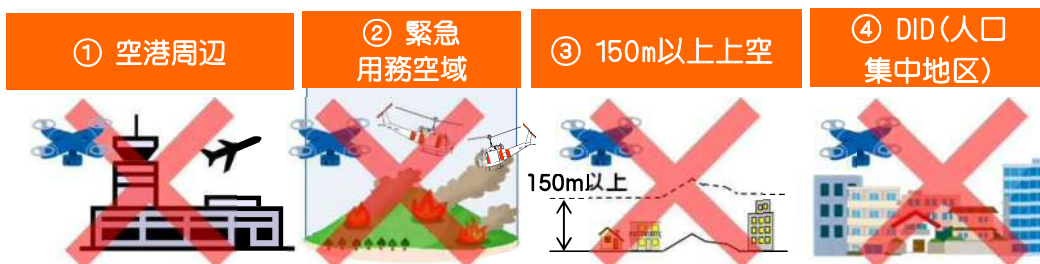 ① 空港周辺
② 緊急
用務空域
③ 150m以上上空
④ DID(人口
集中地区)
150m以上